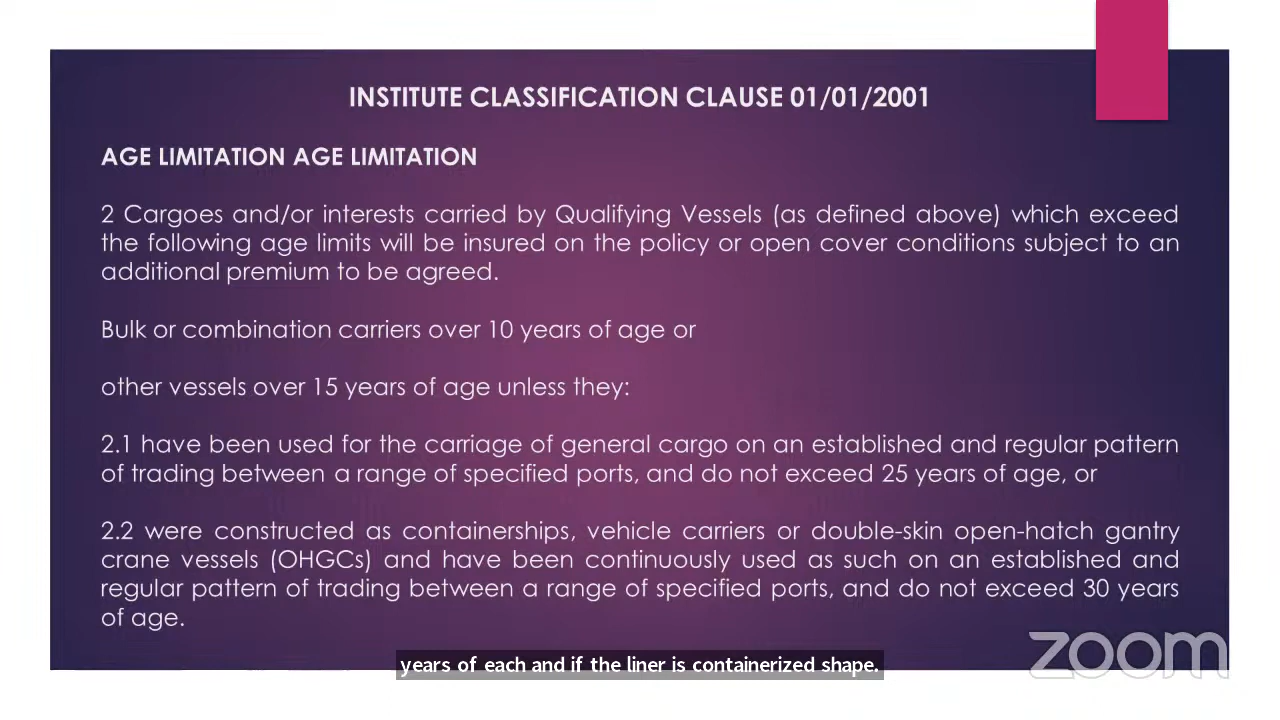 INSTITUTE CLASSIFICATION CLAUSE 01/01/2001
AGE LIMITATION AGE LIMITATION
2 Cargoes and/or interests carried by Qualifying Vessels (as defined above) which exceed
the following age limits will be insured on the policy or open cover conditions subject to an
additional premium to be agreed.
Bulk or combination carriers over 10 years of age or
other vessels over 15 years of age unless they:
2.1 have been used for the carriage of general cargo on an established and regular pattern
of trading between a range of specified ports, and do not exceed 25 years of age, or
2.2 were constructed as containerships, vehicle carriers or double-skin open-hatch gantry
crane vessels (OHGCs) and have been continuously used as such on an established and
regular pattern of trading between a range of specified ports, and do not exceed 30 years
of age.
zoom
years of each and if the liner is containerized shape.